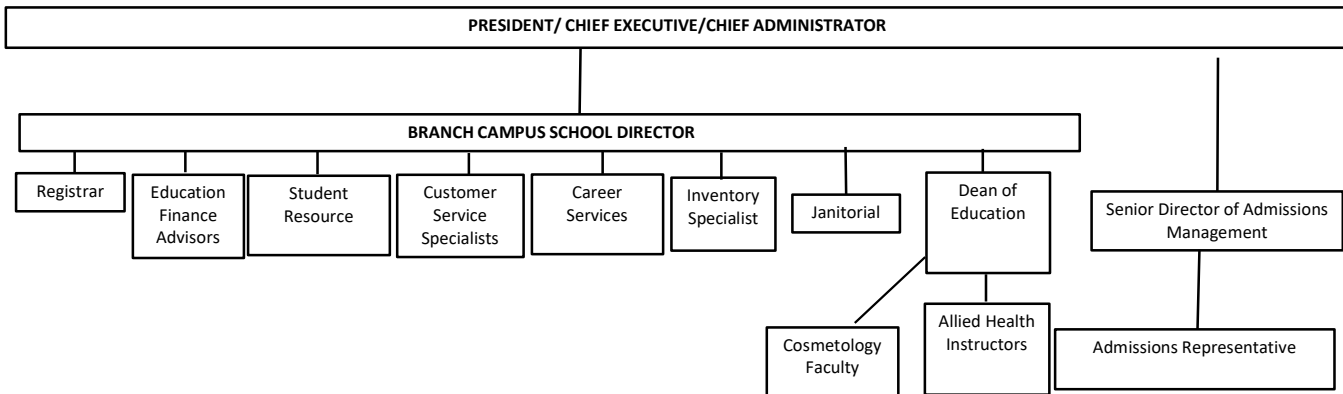 PRESIDENT/ CHIEF EXECUTIVE/CHIEF ADMINISTRATOR
BRANCH CAMPUS SCHOOL DIRECTOR
Registrar
Education
Finance
Advisors
Student
Resource
Customer
Service
Specialists
Career
Services
Inventory
Specialist
Janitorial
Dean of
Education
Senior Director of Admissions
Management
Cosmetology
Faculty
Allied Health
Instructors
Admissions Representative